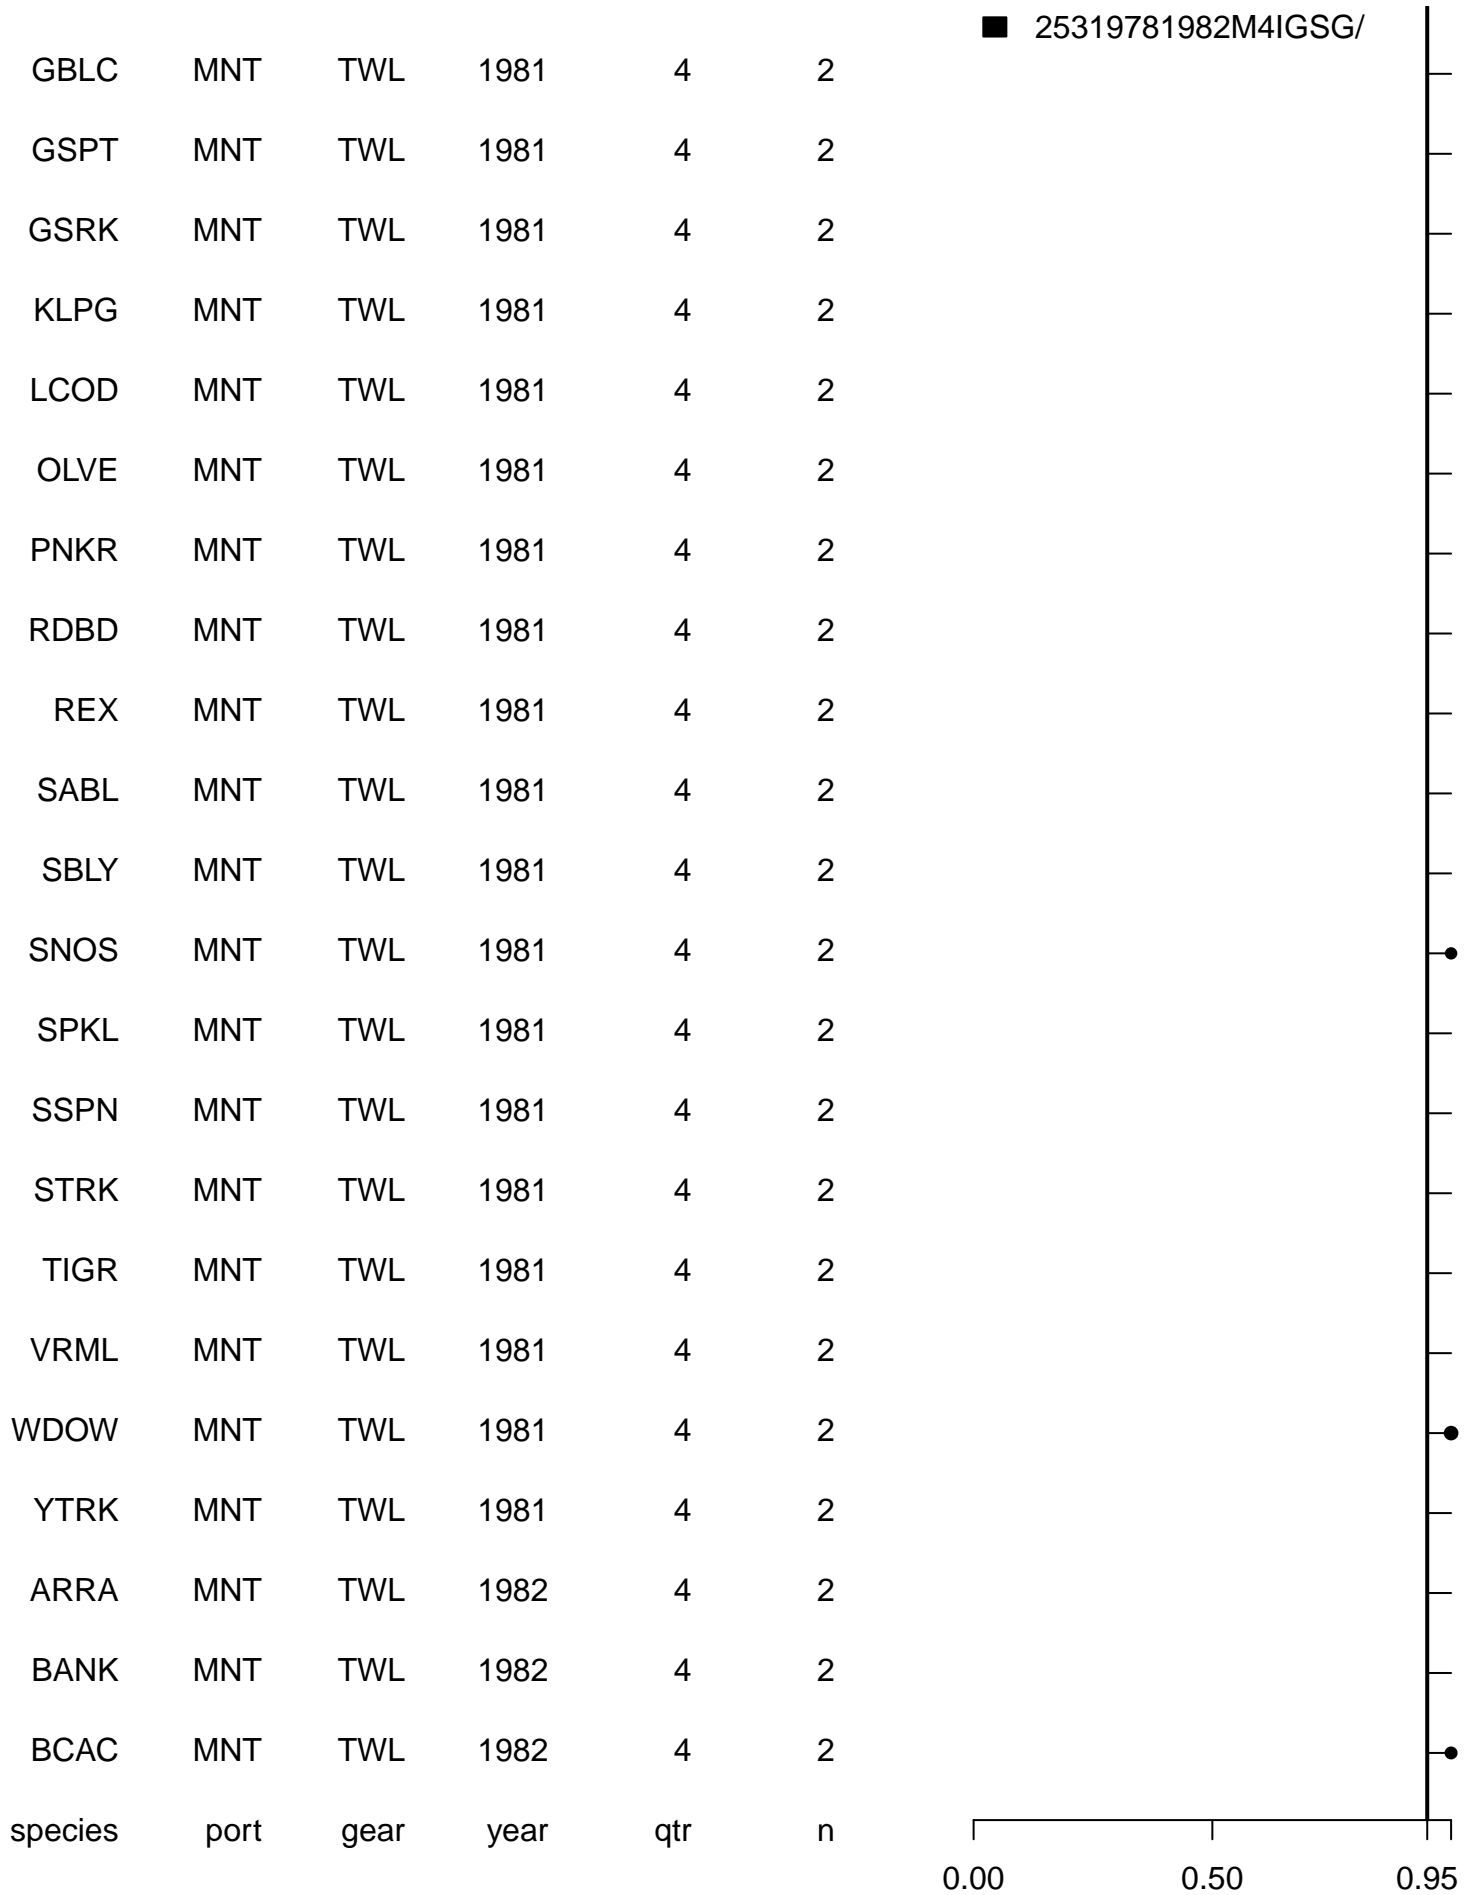 25319781982M4IGSG/
GBLC MNT TWL 1981 4 2
GSPT MNT TWL 1981 4 2
GSRK MNT TWL 1981 4 2
KLPG MNT TWL 1981 4 2
LCOD MNT TWL 1981 4 2
OLVE MNT TWL 1981 4 2
PNKR MNT TWL 1981 4 2
RDBD MNT TWL 1981 4 2
REX MNT TWL 1981 4 2
SABL MNT TWL 1981 4 2
SBLY MNT TWL 1981 4 2
SNOS MNT TWL 1981 4 2
SPKL MNT TWL 1981 4 2
SSPN MNT TWL 1981 4 2
STRK MNT TWL 1981 4 2
TIGR MNT TWL 1981 4 2
VRML MNT TWL 1981 4 2
WDOW MNT TWL 1981 4 2
YTRK MNT TWL 1981 4 2
ARRA MNT TWL 1982 4 2
BANK MNT TWL 1982 4 2
BCAC MNT TWL 1982 4 2
species port gear year qtr n
0.00 0.50 0.95